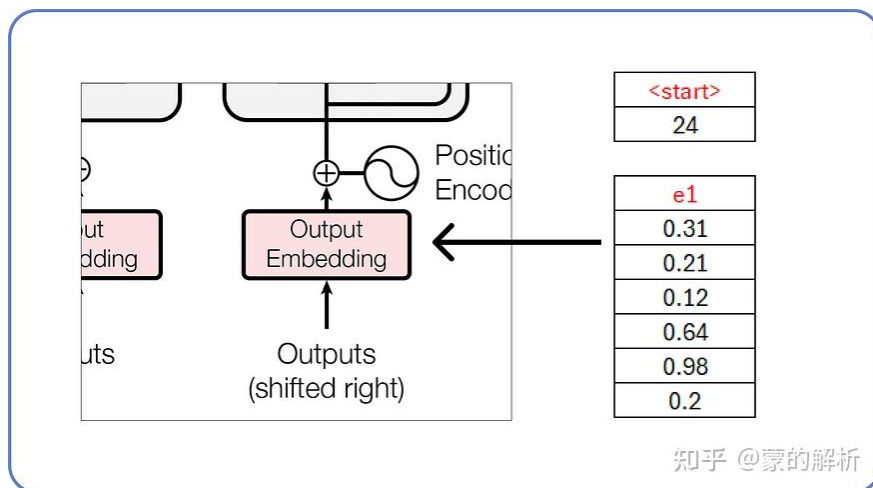 <start>
24
Positic
Encod
e1
0.31
0.21
0.12
0.64
0.98
0.2
ut
dding
Output
Embedding
uts
Outputs
(shifted right)
知乎 @蒙的解析